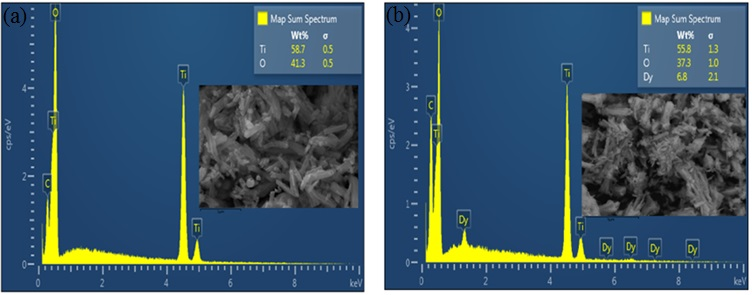 (a)
Map Sum Spectrum
Wt% σ
Ti 58.7 0.5
O 41.3 0.5
O
Ti
C
Ti
Ti
cps/eV
4
2
0
0 2 4 6 8 keV
(b)
Map Sum Spectrum
Wt% σ
Ti 55.8 1.3
O 37.3 1.0
Dy 6.8 2.1
O
C
Ti
Dy
Ti
Ti
Dy Dy Dy Dy
cps/eV
4
3
2
1
0
0 2 4 6 8 keV